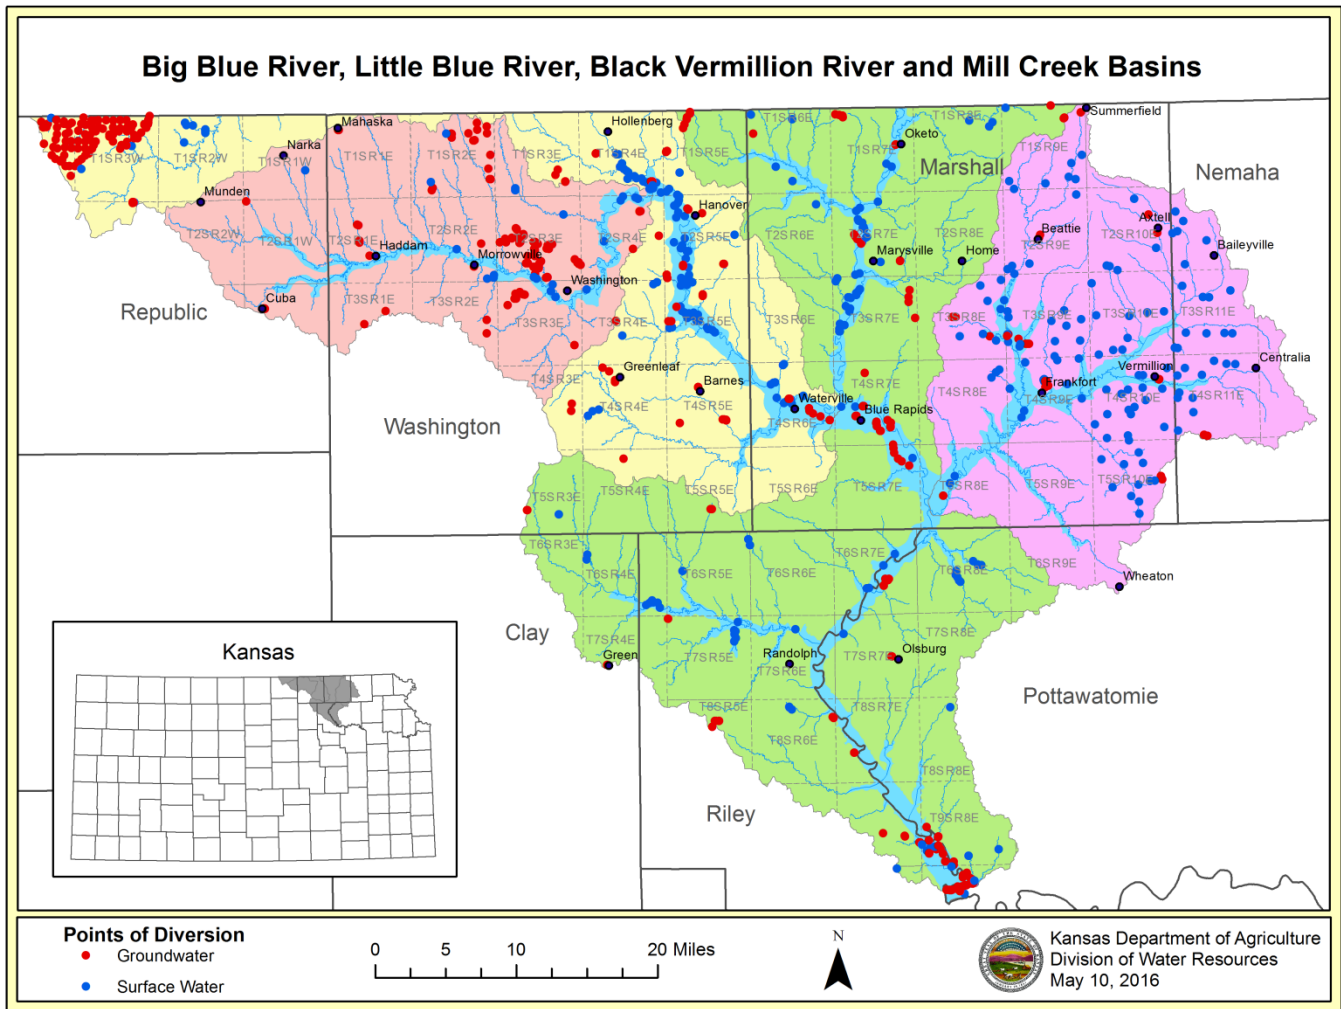 Big Blue River, Little Blue River, Black Vermillion River and Mill Creek Basins
Summerfield
Mahaska
Hollenberg
T1SR6E
T1SR8E
Oketo
Narka
T1SR3W
T1SR2W
T1SR1W
T1SR1E
T1SR2E
T1SR3E
T1SR4E
T1SR5E
T1SR7E
T1SR9E
Marshall
Nemaha
Munden
Hanover
Axtell
T2SR2W
T2SR1W
T2SR1E
T2SR2E
T2SR3E
T2SR4E
T2SR5E
T2SR6E
T2SR7E
T2SR8E
Beattie
T2SR9E
T2SR10E
Baileyville
Haddam
Morrowville
Marysville
Home
Washington
Cuba
Republic
T3SR1E
T3SR2E
T3SR3E
T3SR4E
T3SR5E
T3SR6E
T3SR7E
T3SR8E
T3SR9E
T3SR10E
T3SR11E
Centralia
Greenleaf
Barnes
Vermillion
Frankfort
T4SR3E
T4SR4E
T4SR5E
Waterville
T4SR6E
Blue Rapids
T4SR7E
T4SR8E
T4SR9E
T4SR10E
T4SR11E
Washington
T5SR3E
T5SR4E
T5SR5E
T5SR6E
T5SR7E
T5SR8E
T5SR9E
T5SR10E
T6SR3E
T6SR4E
T6SR5E
T6SR6E
T6SR7E
T6SR8E
T6SR9E
Wheaton
Clay
T7SR4E
Green
T7SR5E
Randolph
T7SR6E
T7SR7E
Olsburg
T7SR8E
Pottawatomie
Kansas
T8SR5E
T8SR6E
T8SR7E
T8SR8E
Riley
T9SR8E
Points of Diversion
Groundwater
Surface Water
0 5 10 20 Miles
N
Kansas Department of Agriculture
Division of Water Resources
May 10, 2016